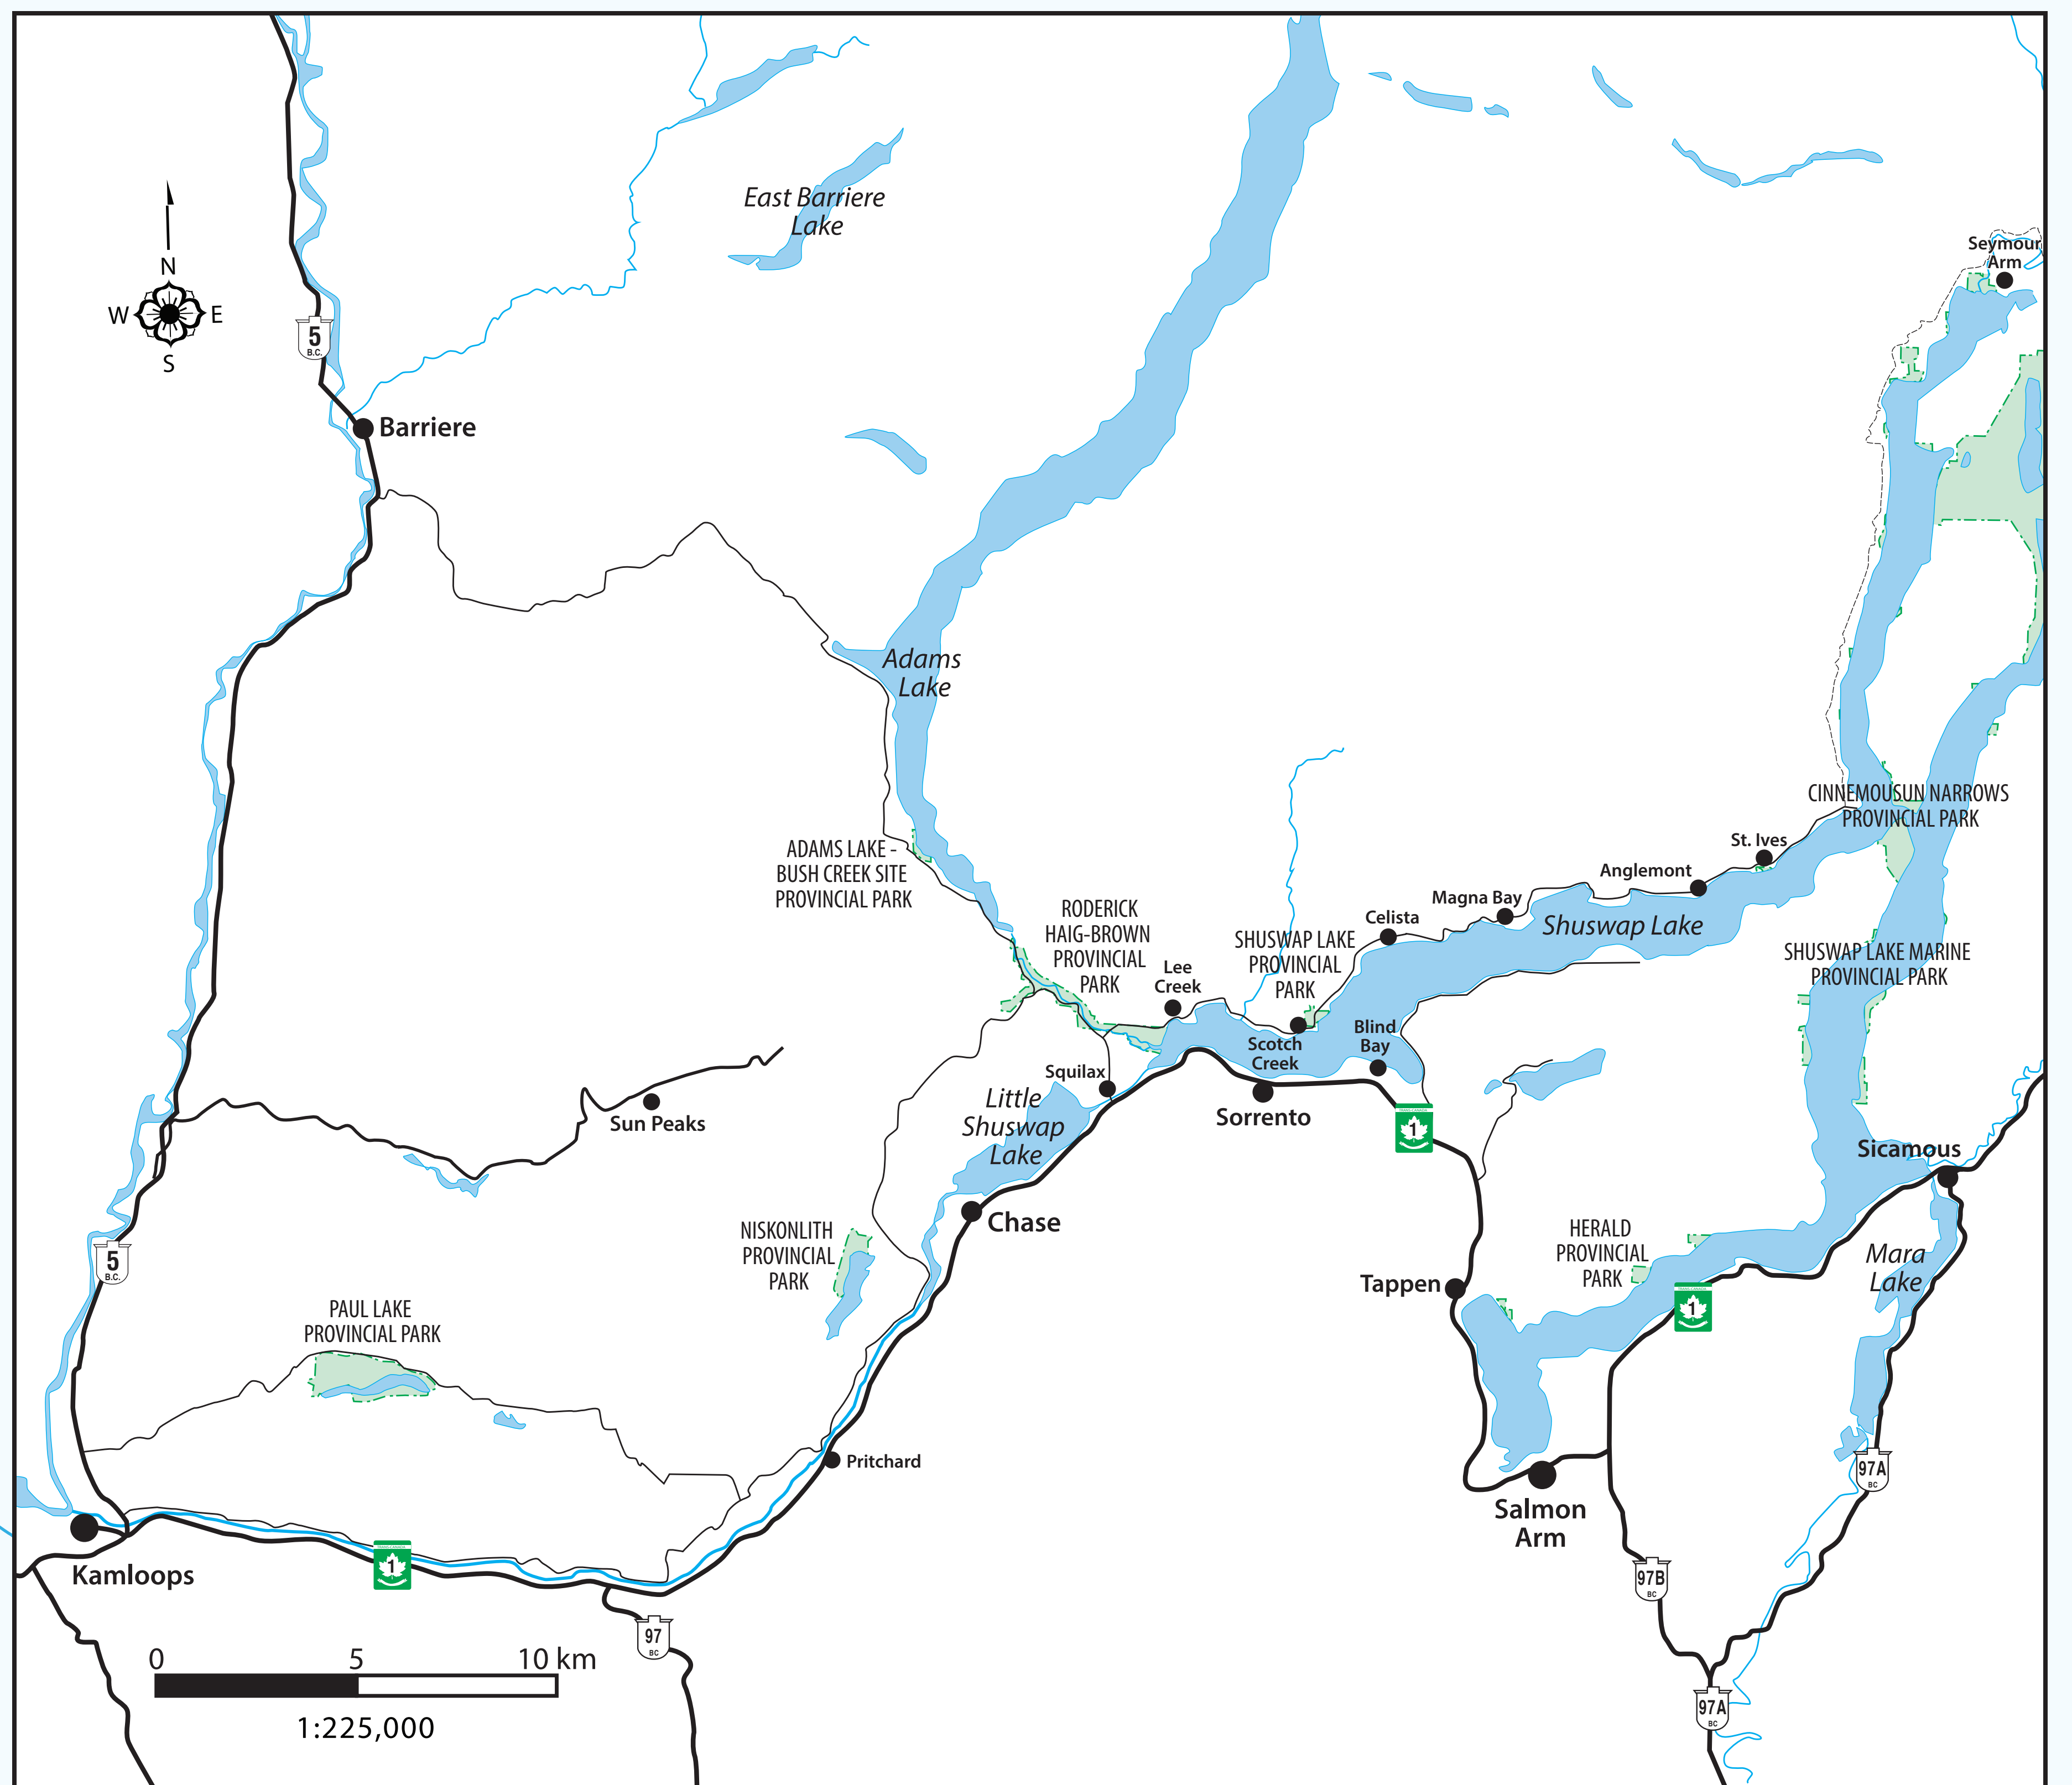 East Barriere
Lake
Seymour
Arm
N
W
E
S
5
B.C.
Barriere
Adams
Lake
CINNEMOUSUN NARROWS
PROVINCIAL PARK
ADAMS LAKE -
BUSH CREEK SITE
PROVINCIAL PARK
St. Ives
Anglemont
Magna Bay
Celista
Shuswap Lake
RODERICK
HAIG-BROWN
PROVINCIAL
PARK
Lee
Creek
SHUSWAP LAKE
PROVINCIAL
PARK
SHUSWAP LAKE MARINE
PROVINCIAL PARK
Scotch
Creek
Blind
Bay
Squilax
Little
Shuswap
Lake
Sun Peaks
Sorrento
1
Sicamous
Chase
NISKONLITH
PROVINCIAL
PARK
HERALD
PROVINCIAL
PARK
Mara
Lake
5
B.C.
Tappen
1
PAUL LAKE
PROVINCIAL PARK
Pritchard
97A
BC
Salmon
Arm
Kamloops
1
97B
BC
97
BC
0 5 10 km
1:225,000
97A
BC